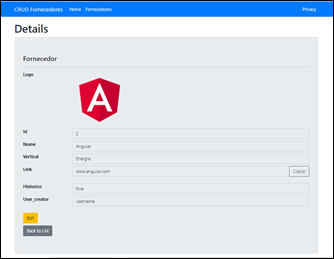 CRUD Fornecedores Home Fornecedores Privacy
Details
Fornecedor
Logo
A
Id 2
Nome Angular
Vertical Energia
Link www.angular.com Copiar
Historico true
User_creator username
Edit
Back to List